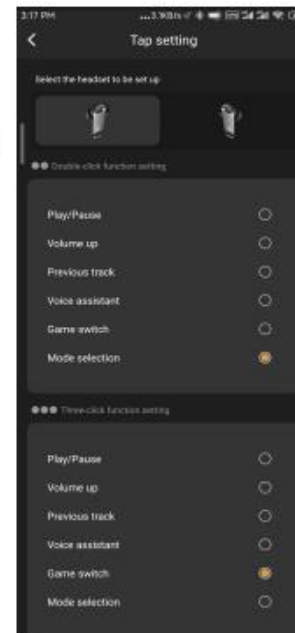 3:17 PM
Tap setting
Select the headset to be set up
Double-click function setting
Play/Pause
Volume up
Previous track
Voice assistant
Game switch
Mode selection
Three-click function setting
Play/Pause
Volume up
Previous track
Voice assistant
Game switch
Mode selection